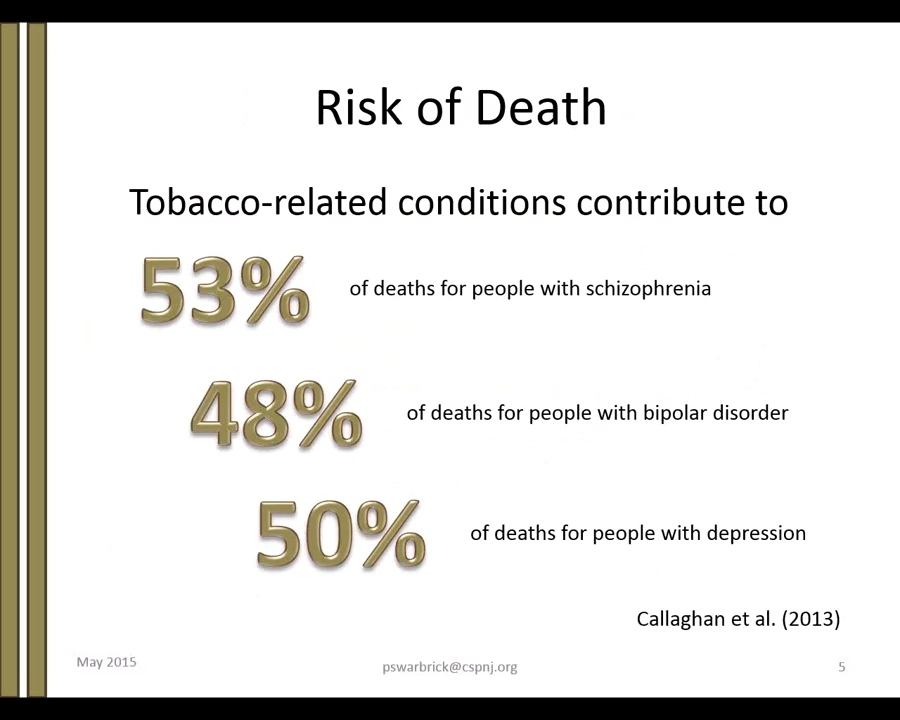 Risk of Death
Tobacco-related conditions contribute to
53% of deaths for people with schizophrenia
48% of deaths for people with bipolar disorder
50% of deaths for people with depression
Callaghan et al. (2013)
May 2015 pswarbrick@cspnj.org 5